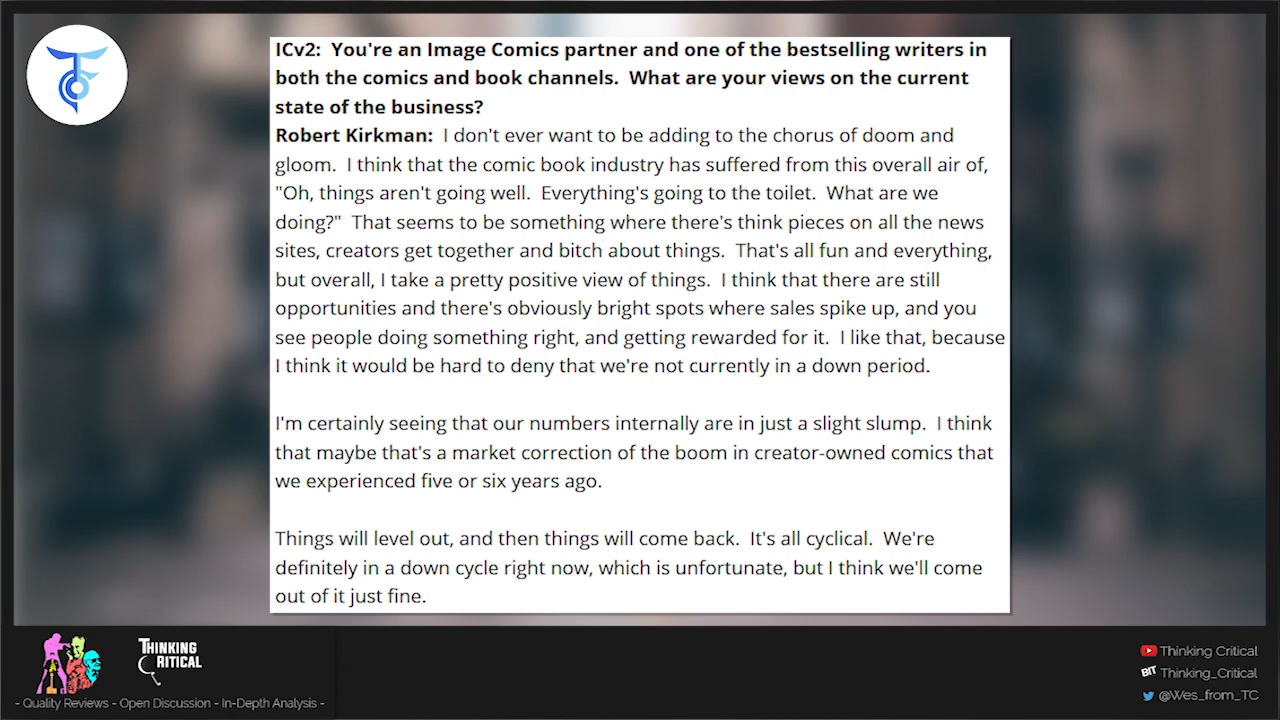 ICv2: You're an Image Comics partner and one of the bestselling writers in
both the comics and book channels. What are your views on the current
state of the business?
Robert Kirkman: I don't ever want to be adding to the chorus of doom and
gloom. I think that the comic book industry has suffered from this overall air of,
"Oh, things aren't going well. Everything's going to the toilet. What are we
doing?" That seems to be something where there's think pieces on all the news
sites, creators get together and bitch about things. That's all fun and everything,
but overall, I take a pretty positive view of things. I think that there are still
opportunities and there's obviously bright spots where sales spike up, and you
see people doing something right, and getting rewarded for it. I like that, because
I think it would be hard to deny that we're not currently in a down period.
I'm certainly seeing that our numbers internally are in just a slight slump. I think
that maybe that's a market correction of the boom in creator-owned comics that
we experienced five or six years ago.
Things will level out, and then things will come back. It's all cyclical. We're
definitely in a down cycle right now, which is unfortunate, but I think we'll come
out of it just fine.
THINKING
CRITICAL
- Quality Reviews - Open Discussion - In-Depth Analysis -
Thinking Critical
BIT Thinking_Critical
@Wes_from_TC